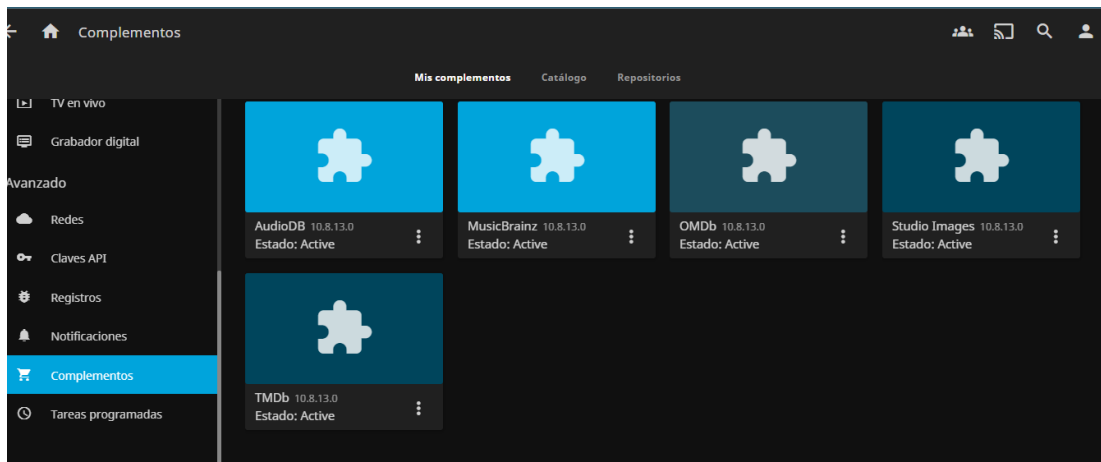 Complementos
Mis complementos Catálogo Repositorios
TV en vivo
Grabador digital
Avanzado
Redes
Claves API
Registros
Notificaciones
Complementos
Tareas programadas
AudioDB 10.8.13.0
Estado: Active
MusicBrainz 10.8.13.0
Estado: Active
OMDb 10.8.13.0
Estado: Active
Studio Images 10.8.13.0
Estado: Active
TMDb 10.8.13.0
Estado: Active